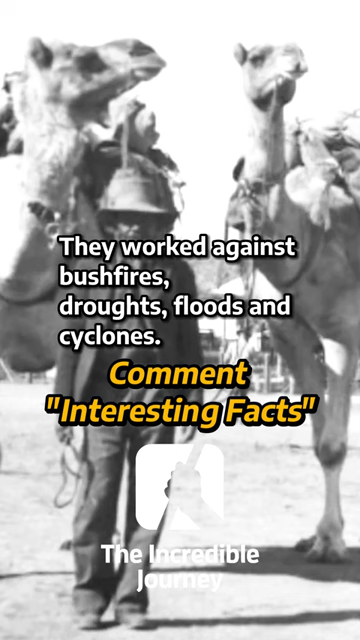 They worked against
bushfires,
droughts, floods and
cyclones.
Comment
"Interesting Facts"
The Incredible
Journey